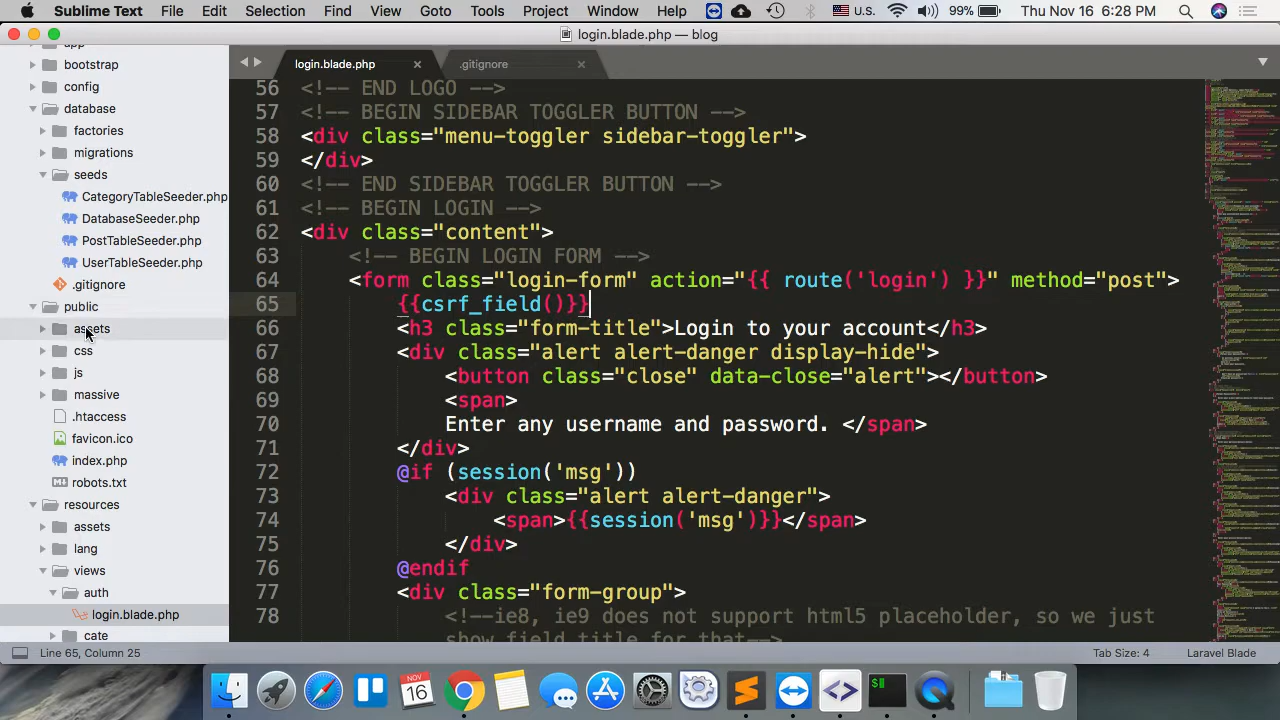 Sublime Text File Edit Selection Find View Goto Tools Project Window Help U.S. 99% Thu Nov 16 6:28 PM
login.blade.php — blog
app
bootstrap
config
database
factories
migrations
seeds
CategoryTableSeeder.php
DatabaseSeeder.php
PostTableSeeder.php
UserTableSeeder.php
.gitignore
public
assets
css
js
massive
.htaccess
favicon.ico
index.php
robots.txt
resources
assets
lang
views
auth
login.blade.php
cate
login.blade.php × .gitignore ×
56 <!-- END LOGO -->
57 <!-- BEGIN SIDEBAR TOGGLER BUTTON -->
58 <div class="menu-toggler sidebar-toggler">
59 </div>
60 <!-- END SIDEBAR TOGGLER BUTTON -->
61 <!-- BEGIN LOGIN -->
62 <div class="content">
63 <!-- BEGIN LOGIN FORM -->
64 <form class="login-form" action="{{ route('login') }}" method="post">
65 {{csrf_field()}}
66 <h3 class="form-title">Login to your account</h3>
67 <div class="alert alert-danger display-hide">
68 <button class="close" data-close="alert"></button>
69 <span>
70 Enter any username and password. </span>
71 </div>
72 @if (session('msg'))
73 <div class="alert alert-danger">
74 <span>{{session('msg')}}</span>
75 </div>
76 @endif
77 <div class="form-group">
78 <!--ie8, ie9 does not support html5 placeholder, so we just
show field title for that-->
Line 65, Column 25 Tab Size: 4 Laravel Blade
NOV
16
$